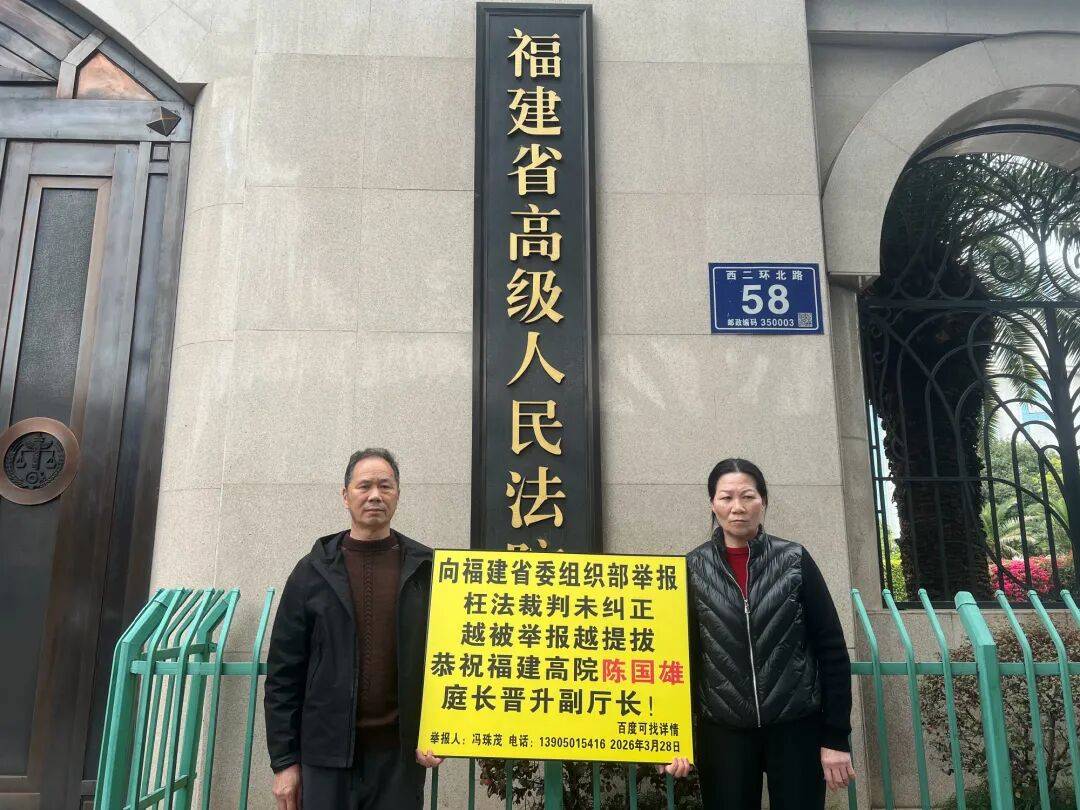 福建省高级人民法院
西二环北路
58
邮政编码 350003
向福建省委组织部举报
枉法裁判未纠正
越被举报越提拔
恭祝福建高院陈国雄
庭长晋升副厅长！
百度可找详情
举报人：冯珠茂 电话：13905015416 2026年3月28日